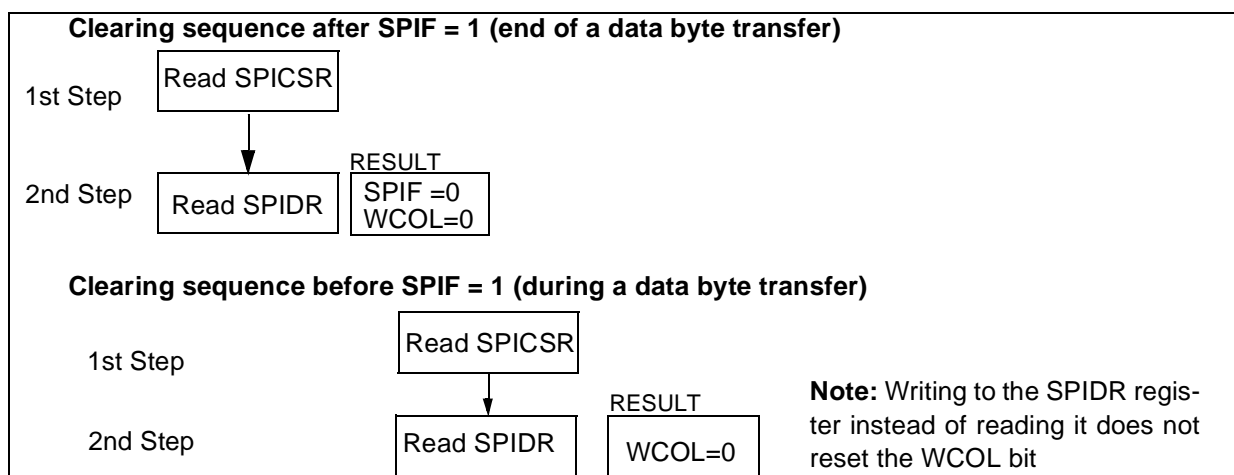 Clearing sequence after SPIF = 1 (end of a data byte transfer)
1st Step
Read SPICSR
RESULT
2nd Step
Read SPIDR
SPIF =0
WCOL=0
Clearing sequence before SPIF = 1 (during a data byte transfer)
1st Step
Read SPICSR
RESULT
2nd Step
Read SPIDR
WCOL=0
Note: Writing to the SPIDR regis-
ter instead of reading it does not
reset the WCOL bit